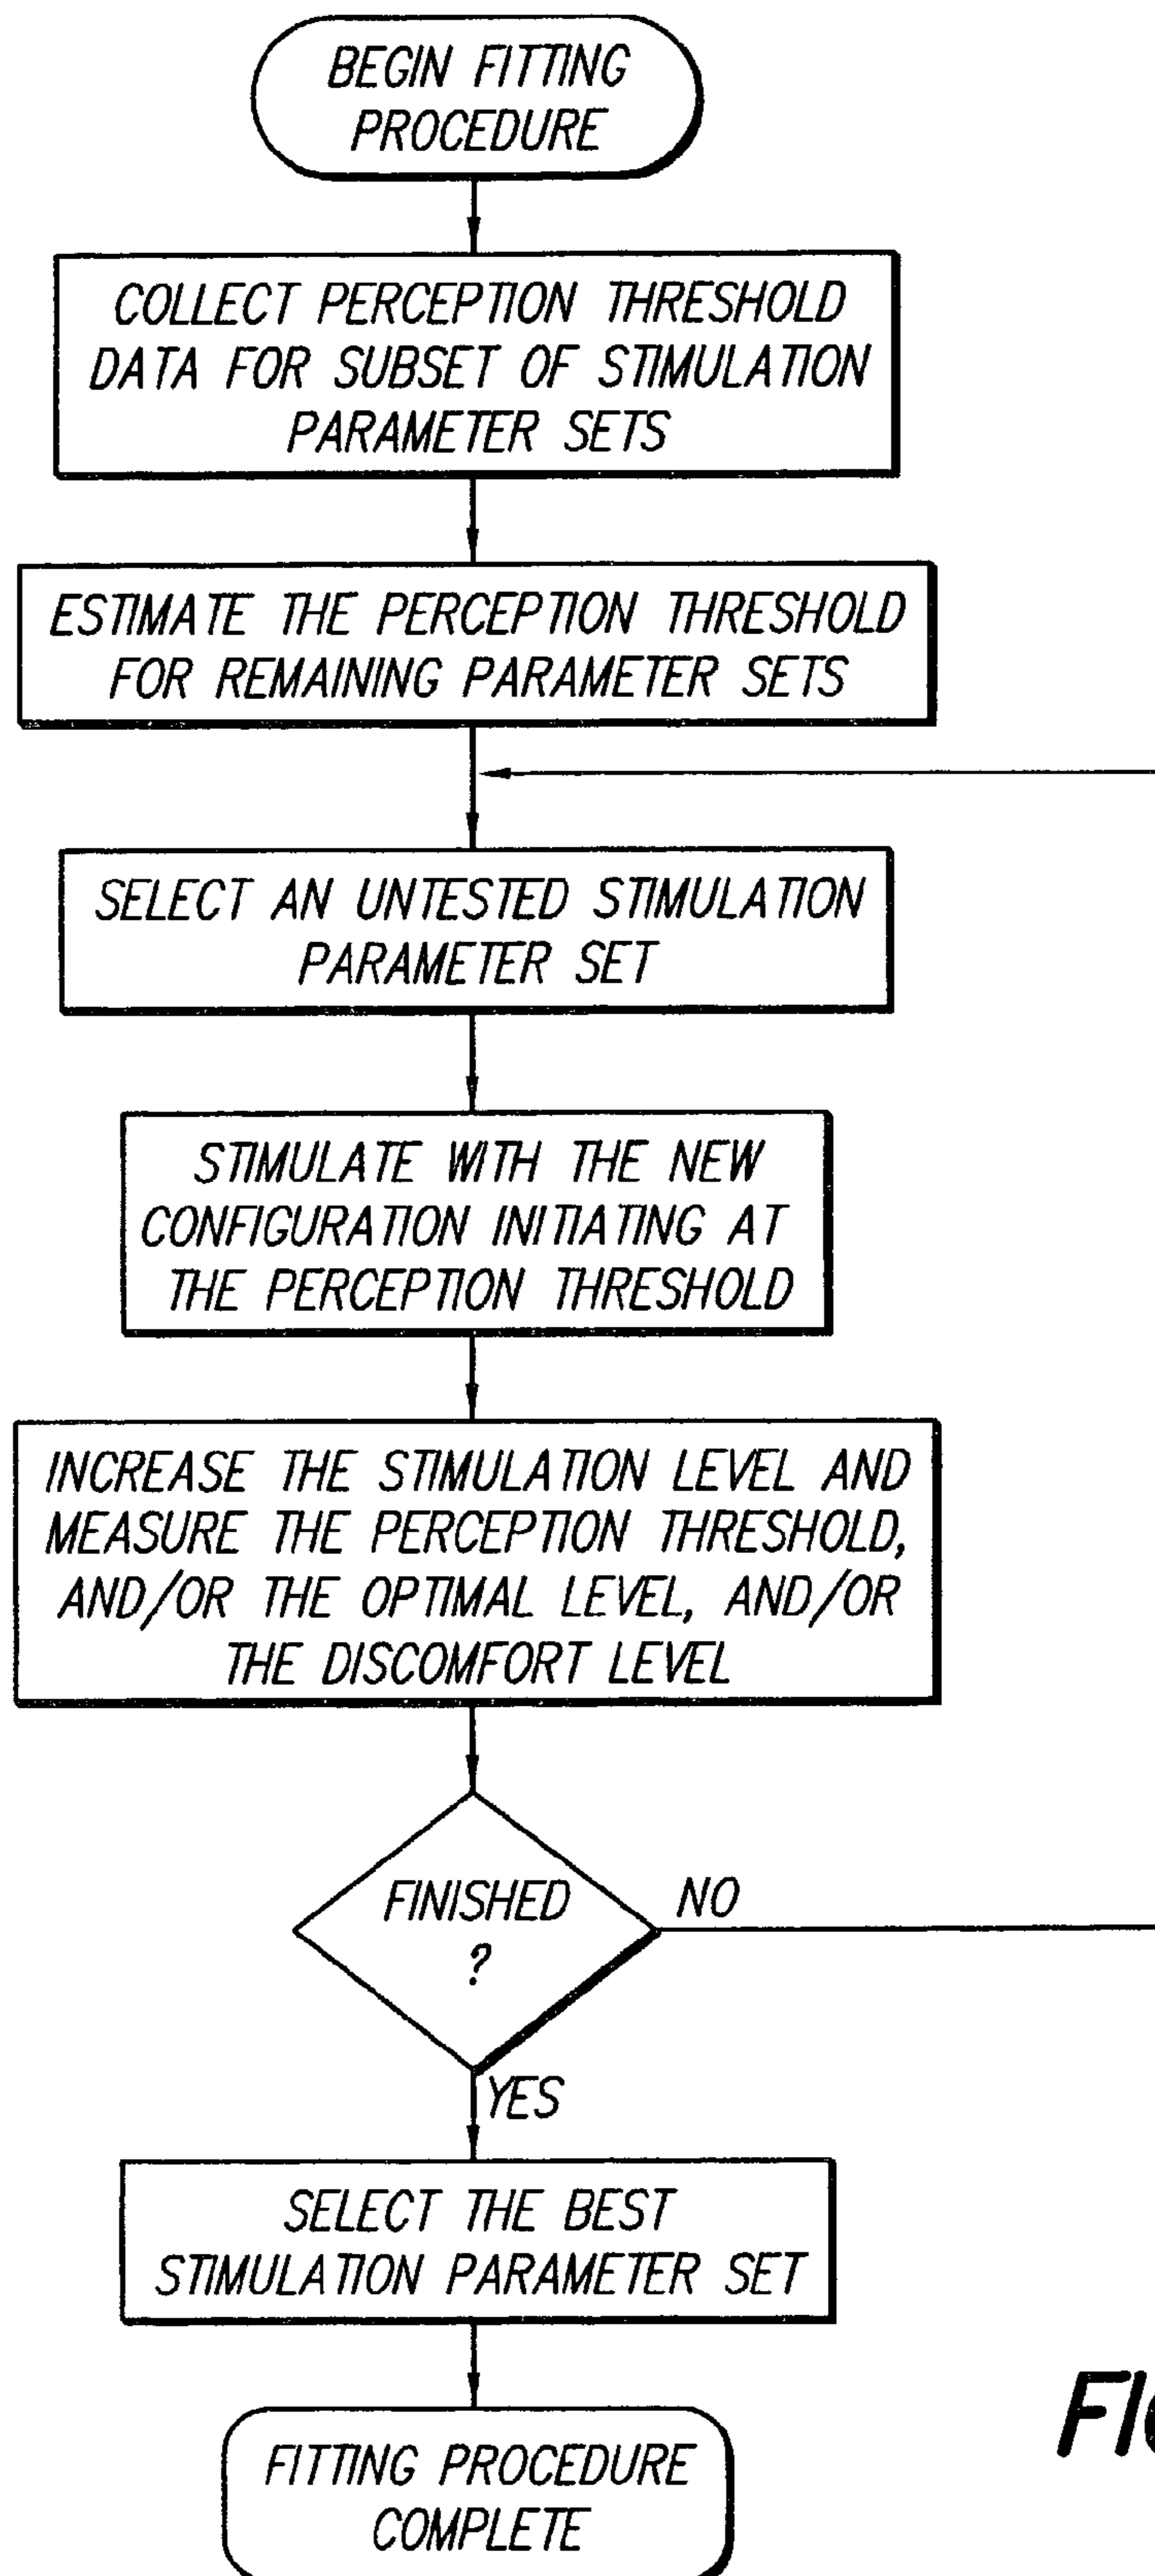 BEGIN FITTING
PROCEDURE
COLLECT PERCEPTION THRESHOLD
DATA FOR SUBSET OF STIMULATION
PARAMETER SETS
ESTIMATE THE PERCEPTION THRESHOLD
FOR REMAINING PARAMETER SETS
SELECT AN UNTESTED STIMULATION
PARAMETER SET
STIMULATE WITH THE NEW
CONFIGURATION INITIATING AT
THE PERCEPTION THRESHOLD
INCREASE THE STIMULATION LEVEL AND
MEASURE THE PERCEPTION THRESHOLD,
AND/OR THE OPTIMAL LEVEL, AND/OR
THE DISCOMFORT LEVEL
FINISHED
?
NO
YES
SELECT THE BEST
STIMULATION PARAMETER SET
FITTING PROCEDURE
COMPLETE